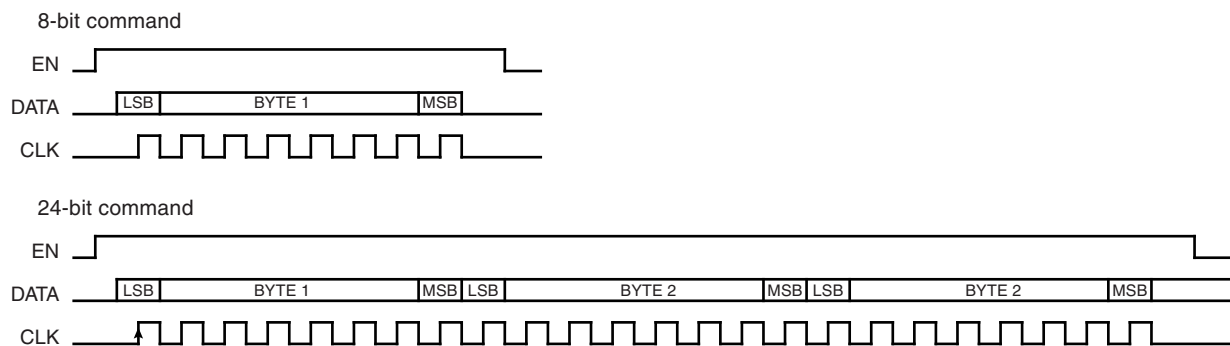 8-bit command
EN
DATA LSB BYTE 1 MSB
CLK
24-bit command
EN
DATA LSB BYTE 1 MSB LSB BYTE 2 MSB LSB BYTE 2 MSB
CLK